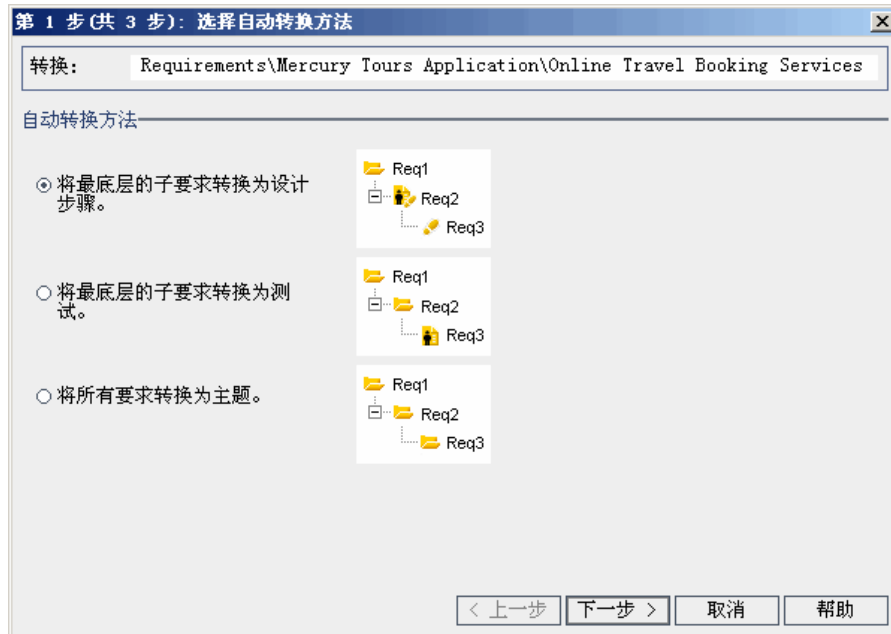 第 1 步(共 3 步): 选择自动转换方法
转换: Requirements\Mercury Tours Application\Online Travel Booking Services
自动转换方法
将最底层的子要求转换为设计
步骤。
Req1
Req2
Req3
将最底层的子要求转换为测
试。
Req1
Req2
Req3
将所有要求转换为主题。
Req1
Req2
Req3
< 上一步 下一步 > 取消 帮助